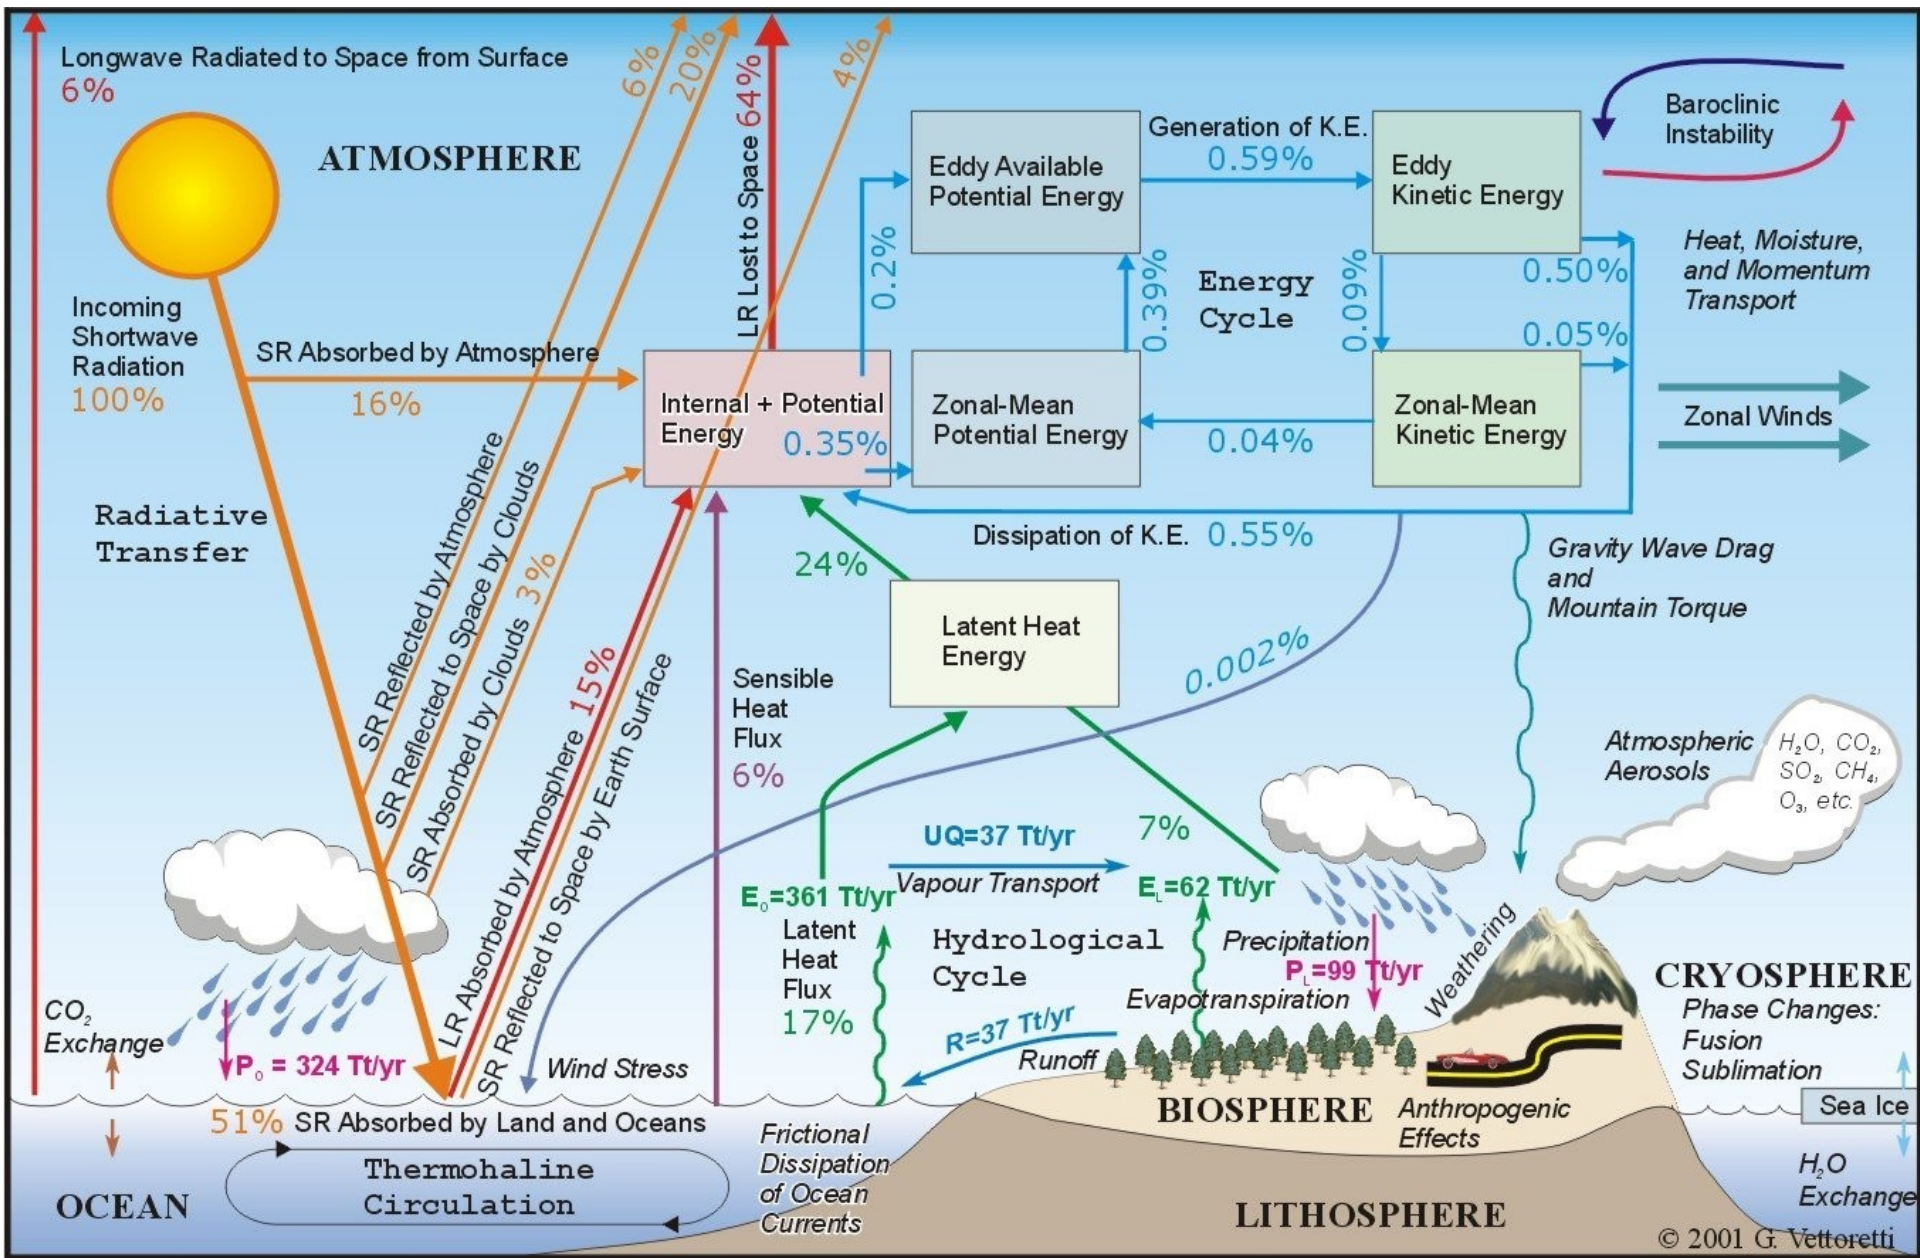 Longwave Radiated to Space from Surface
6%
ATMOSPHERE
Incoming
Shortwave
Radiation
100%
SR Absorbed by Atmosphere
16%
Radiative
Transfer
6%
20%
LR Lost to Space 64%
4%
SR Reflected by Atmosphere
SR Reflected to Space by Clouds
SR Absorbed by Clouds 3%
LR Absorbed by Atmosphere 15%
SR Reflected to Space by Earth Surface
Internal + Potential
Energy
0.35%
0.2%
Eddy Available
Potential Energy
Generation of K.E.
0.59%
Eddy
Kinetic Energy
Baroclinic
Instability
0.39%
Energy
Cycle
0.09%
0.50%
0.05%
Heat, Moisture,
and Momentum
Transport
Zonal-Mean
Potential Energy
0.04%
Zonal-Mean
Kinetic Energy
Zonal Winds
Dissipation of K.E. 0.55%
24%
Latent Heat
Energy
0.002%
Gravity Wave Drag
and
Mountain Torque
Sensible
Heat
Flux
6%
Atmospheric
Aerosols
H₂O, CO₂,
SO₂, CH₄,
O₃, etc.
7%
UQ=37 Tt/yr
Vapour Transport
E₀=361 Tt/yr
Latent
Heat
Flux
17%
E_L=62 Tt/yr
Hydrological
Cycle
Precipitation
P_L=99 Tt/yr
Evapotranspiration
Weathering
R=37 Tt/yr
Runoff
CRYOSPHERE
Phase Changes:
Fusion
Sublimation
Sea Ice
H₂O
Exchange
CO₂
Exchange
P₀ = 324 Tt/yr
Wind Stress
51% SR Absorbed by Land and Oceans
Thermohaline
Circulation
OCEAN
Frictional
Dissipation
of Ocean
Currents
BIOSPHERE
Anthropogenic
Effects
LITHOSPHERE
© 2001 G. Vettoretti